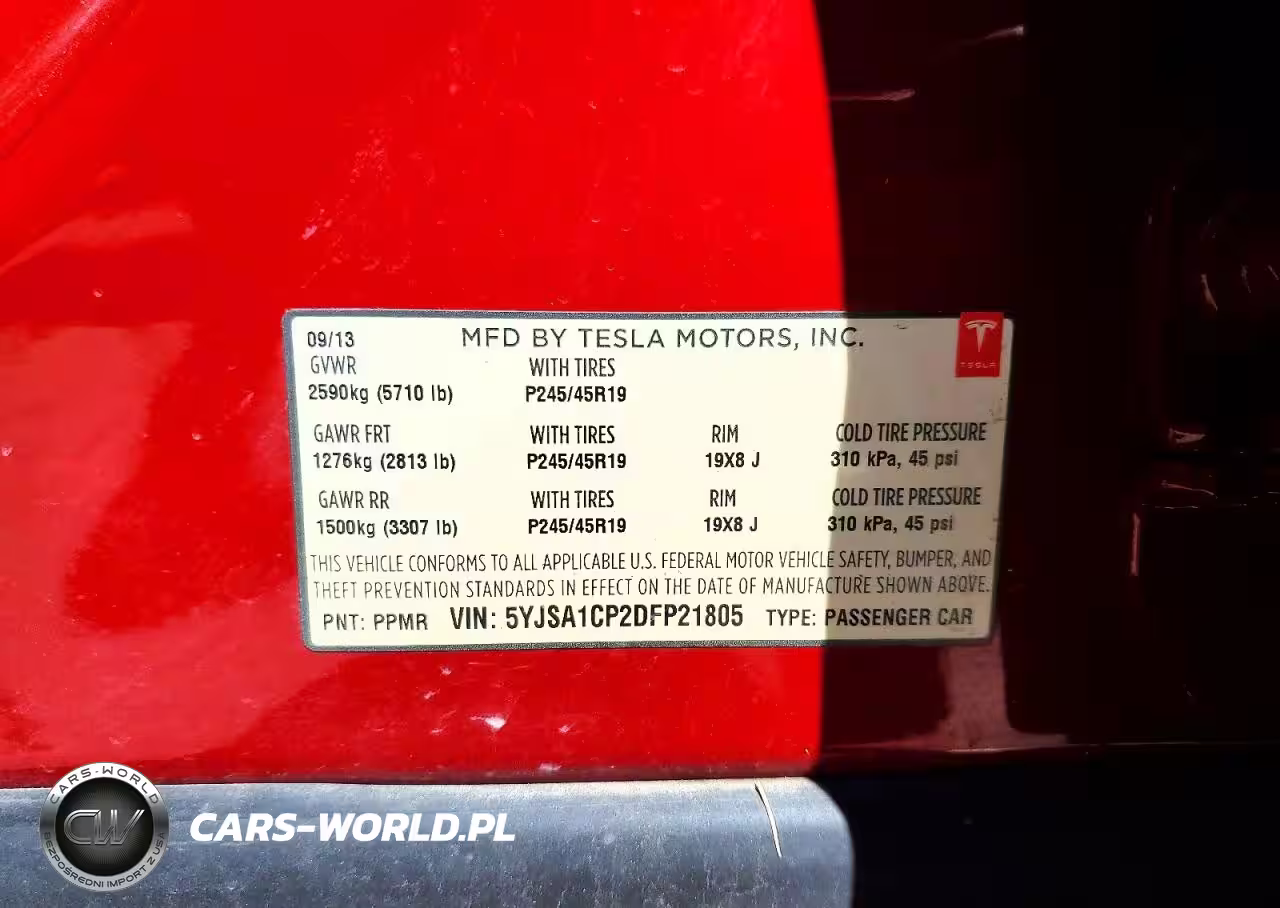 09/13 MFD BY TESLA MOTORS, INC.
TESLA
GVWR WITH TIRES
2590kg (5710 lb) P245/45R19
GAWR FRT WITH TIRES RIM COLD TIRE PRESSURE
1276kg (2813 lb) P245/45R19 19X8 J 310 kPa, 45 psi
GAWR RR WITH TIRES RIM COLD TIRE PRESSURE
1500kg (3307 lb) P245/45R19 19X8 J 310 kPa, 45 psi
THIS VEHICLE CONFORMS TO ALL APPLICABLE U.S. FEDERAL MOTOR VEHICLE SAFETY, BUMPER, AND
THEFT PREVENTION STANDARDS IN EFFECT ON THE DATE OF MANUFACTURE SHOWN ABOVE.
PNT: PPMR VIN: 5YJSA1CP2DFP21805 TYPE: PASSENGER CAR
CARS-WORLD
CW
BEZPOŚREDNI IMPORT Z USA
CARS-WORLD.PL